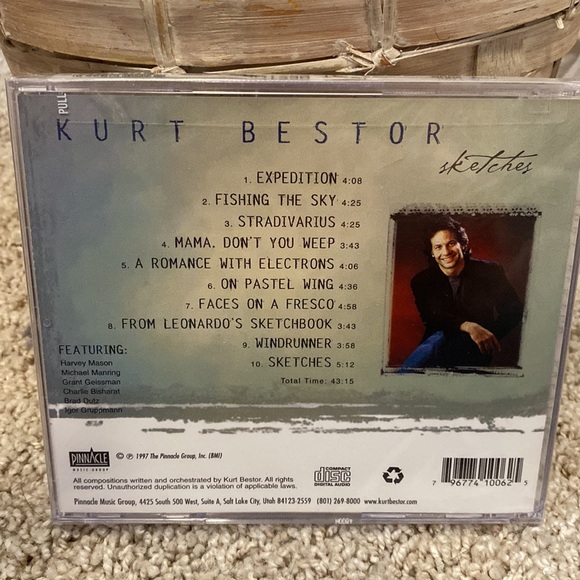 PULL
KURT BESTOR
sketches
1. EXPEDITION 4:08
2. FISHING THE SKY 4:25
3. STRADIVARIUS 4:25
4. MAMA, DON'T YOU WEEP 3:43
5. A ROMANCE WITH ELECTRONS 4:06
6. ON PASTEL WING 4:36
7. FACES ON A FRESCO 4:58
8. FROM LEONARDO'S SKETCHBOOK 3:43
9. WINDRUNNER 3:58
10. SKETCHES 5:12
Total Time: 43:15
FEATURING:
Harvey Mason
Michael Manring
Grant Geissman
Charlie Bisharat
Brad Dutz
Igor Gruppmann
PINNACLE
MUSIC GROUP
© ℗ 1997 The Pinnacle Group, Inc. (BMI)
All compositions written and orchestrated by Kurt Bestor. All rights
reserved. Unauthorized duplication is a violation of applicable laws.
COMPACT
disc
DIGITAL AUDIO
7 96774 10062 5
Pinnacle Music Group, 4425 South 500 West, Suite A, Salt Lake City, Utah 84123-2559 (801) 269-8000 www.kurtbestor.com